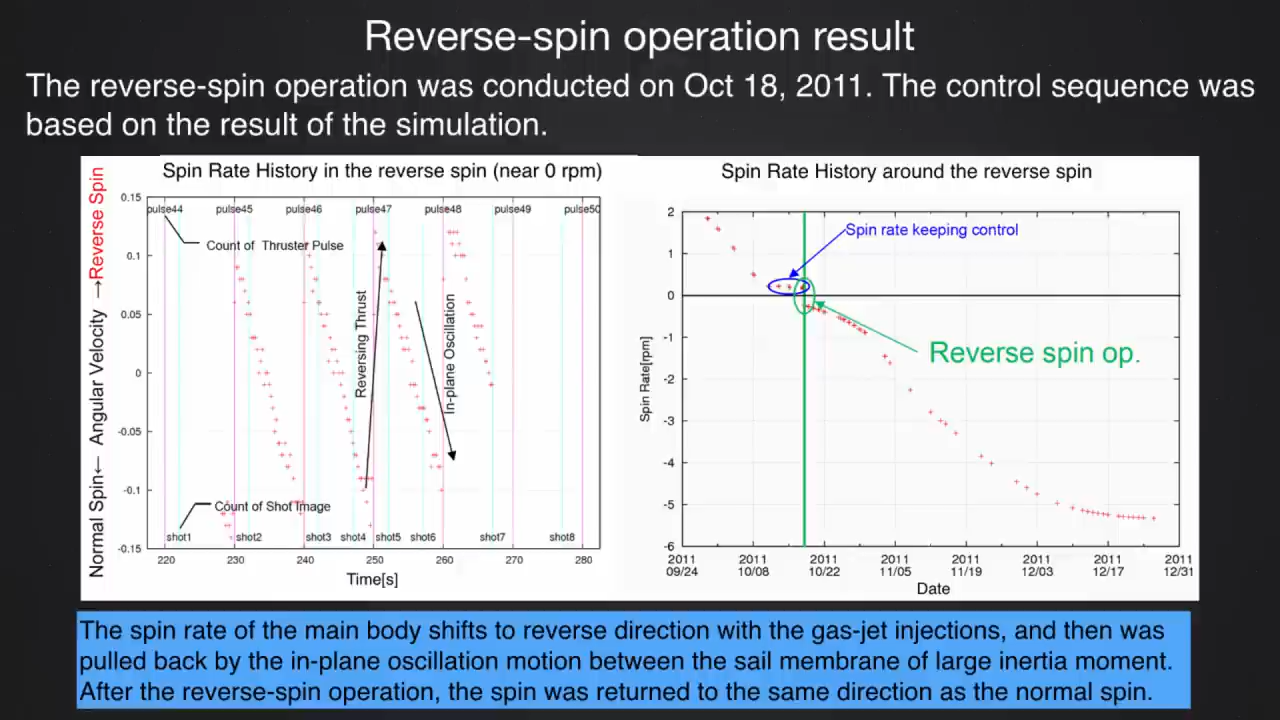 Reverse-spin operation result
The reverse-spin operation was conducted on Oct 18, 2011. The control sequence was
based on the result of the simulation.
Spin Rate History in the reverse spin (near 0 rpm)
Normal Spin← Angular Velocity →Reverse Spin
0.15
0.1
0.05
0
-0.05
-0.1
-0.15
pulse44 pulse45 pulse46 pulse47 pulse48 pulse49 pulse50
Count of Thruster Pulse
Reversing Thrust
In-plane Oscillation
Count of Shot Image
shot1 shot2 shot3 shot4 shot5 shot6 shot7 shot8
220 230 240 250 260 270 280
Time[s]
Spin Rate History around the reverse spin
Spin Rate[rpm]
2
1
0
-1
-2
-3
-4
-5
-6
Spin rate keeping control
Reverse spin op.
2011 2011 2011 2011 2011 2011 2011 2011
09/24 10/08 10/22 11/05 11/19 12/03 12/17 12/31
Date
The spin rate of the main body shifts to reverse direction with the gas-jet injections, and then was
pulled back by the in-plane oscillation motion between the sail membrane of large inertia moment.
After the reverse-spin operation, the spin was returned to the same direction as the normal spin.